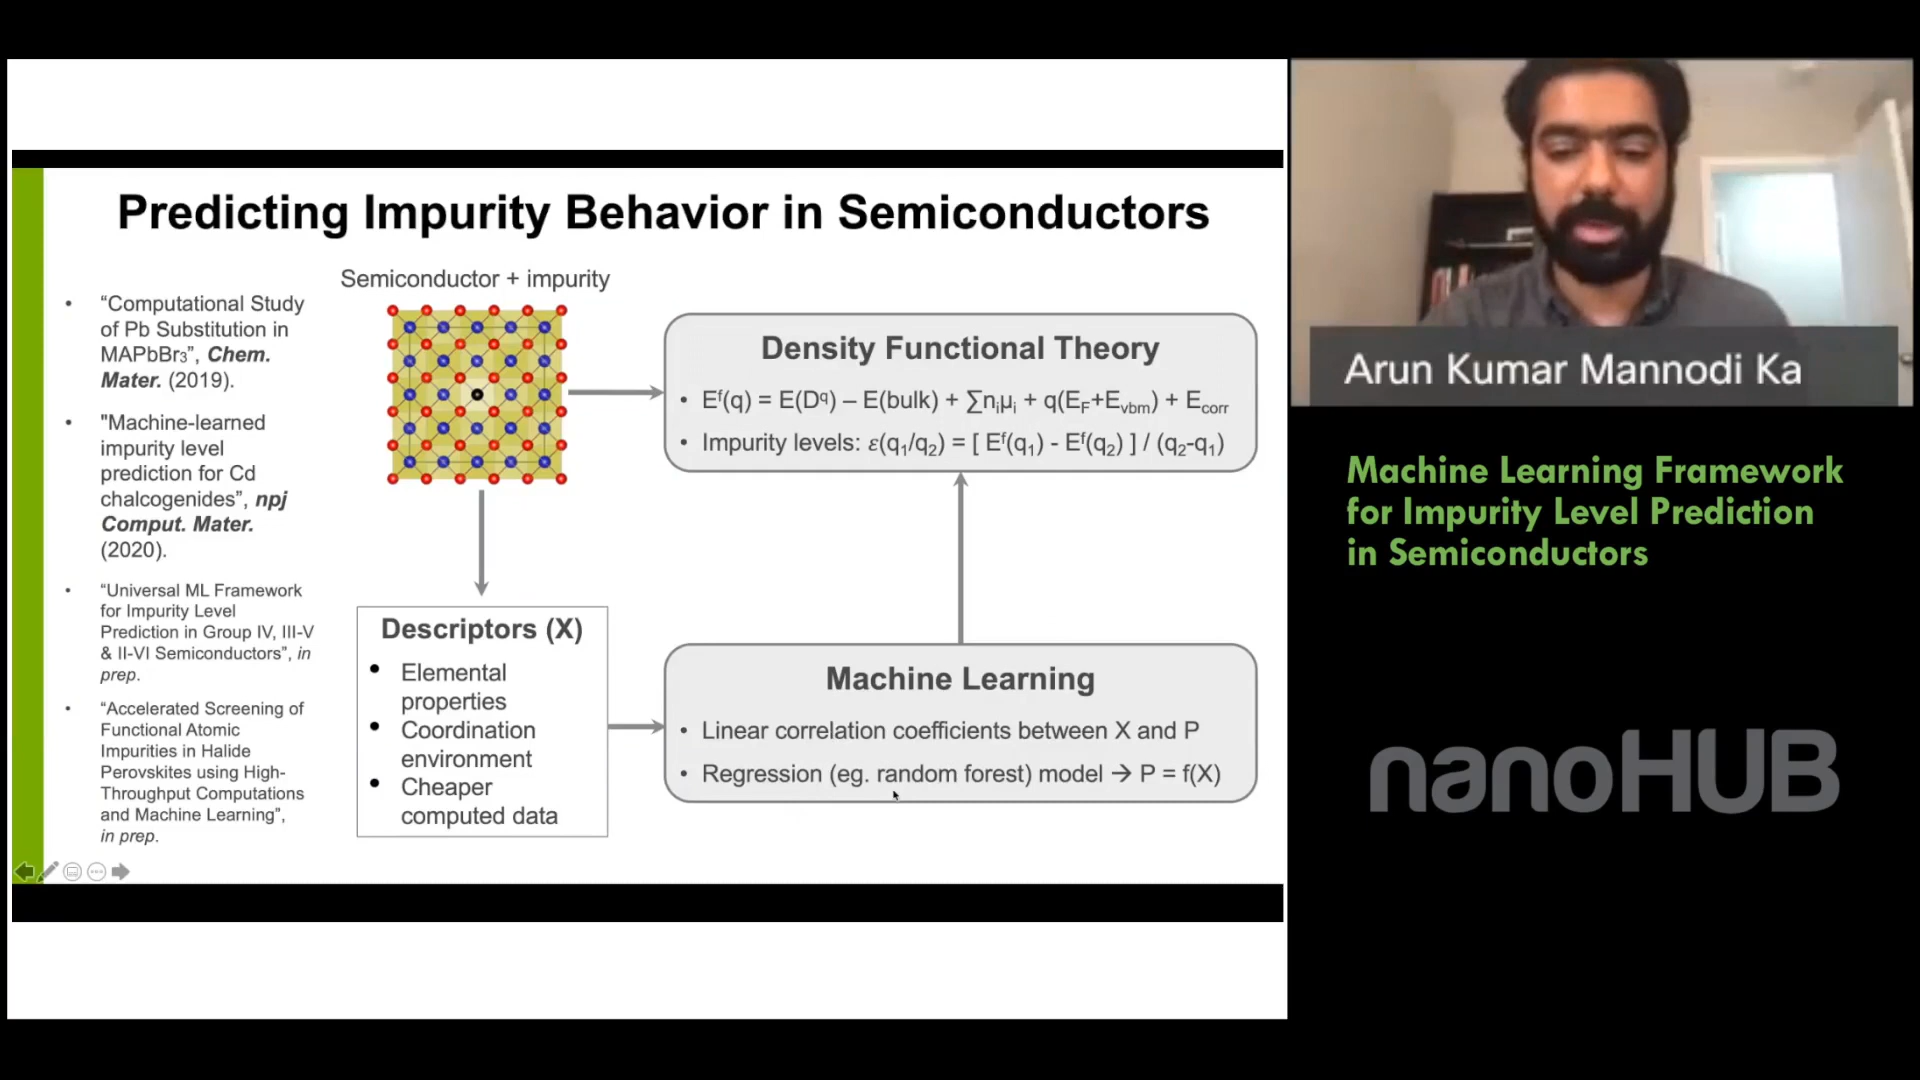 Predicting Impurity Behavior in Semiconductors
• “Computational Study
of Pb Substitution in
MAPbBr₃”, Chem.
Mater. (2019).
• "Machine-learned
impurity level
prediction for Cd
chalcogenides”, npj
Comput. Mater.
(2020).
• “Universal ML Framework
for Impurity Level
Prediction in Group IV, III-V
& II-VI Semiconductors”, in
prep.
• “Accelerated Screening of
Functional Atomic
Impurities in Halide
Perovskites using High-
Throughput Computations
and Machine Learning”,
in prep.
Semiconductor + impurity
Density Functional Theory
• Eᶠ(q) = E(D^q) – E(bulk) + ∑nᵢμᵢ + q(E_F+E_vbm) + E_corr
• Impurity levels: ε(q₁/q₂) = [ Eᶠ(q₁) - Eᶠ(q₂) ] / (q₂-q₁)
Descriptors (X)
• Elemental
properties
• Coordination
environment
• Cheaper
computed data
Machine Learning
• Linear correlation coefficients between X and P
• Regression (eg. random forest) model → P = f(X)
Arun Kumar Mannodi Ka
Machine Learning Framework
for Impurity Level Prediction
in Semiconductors
nanoHUB